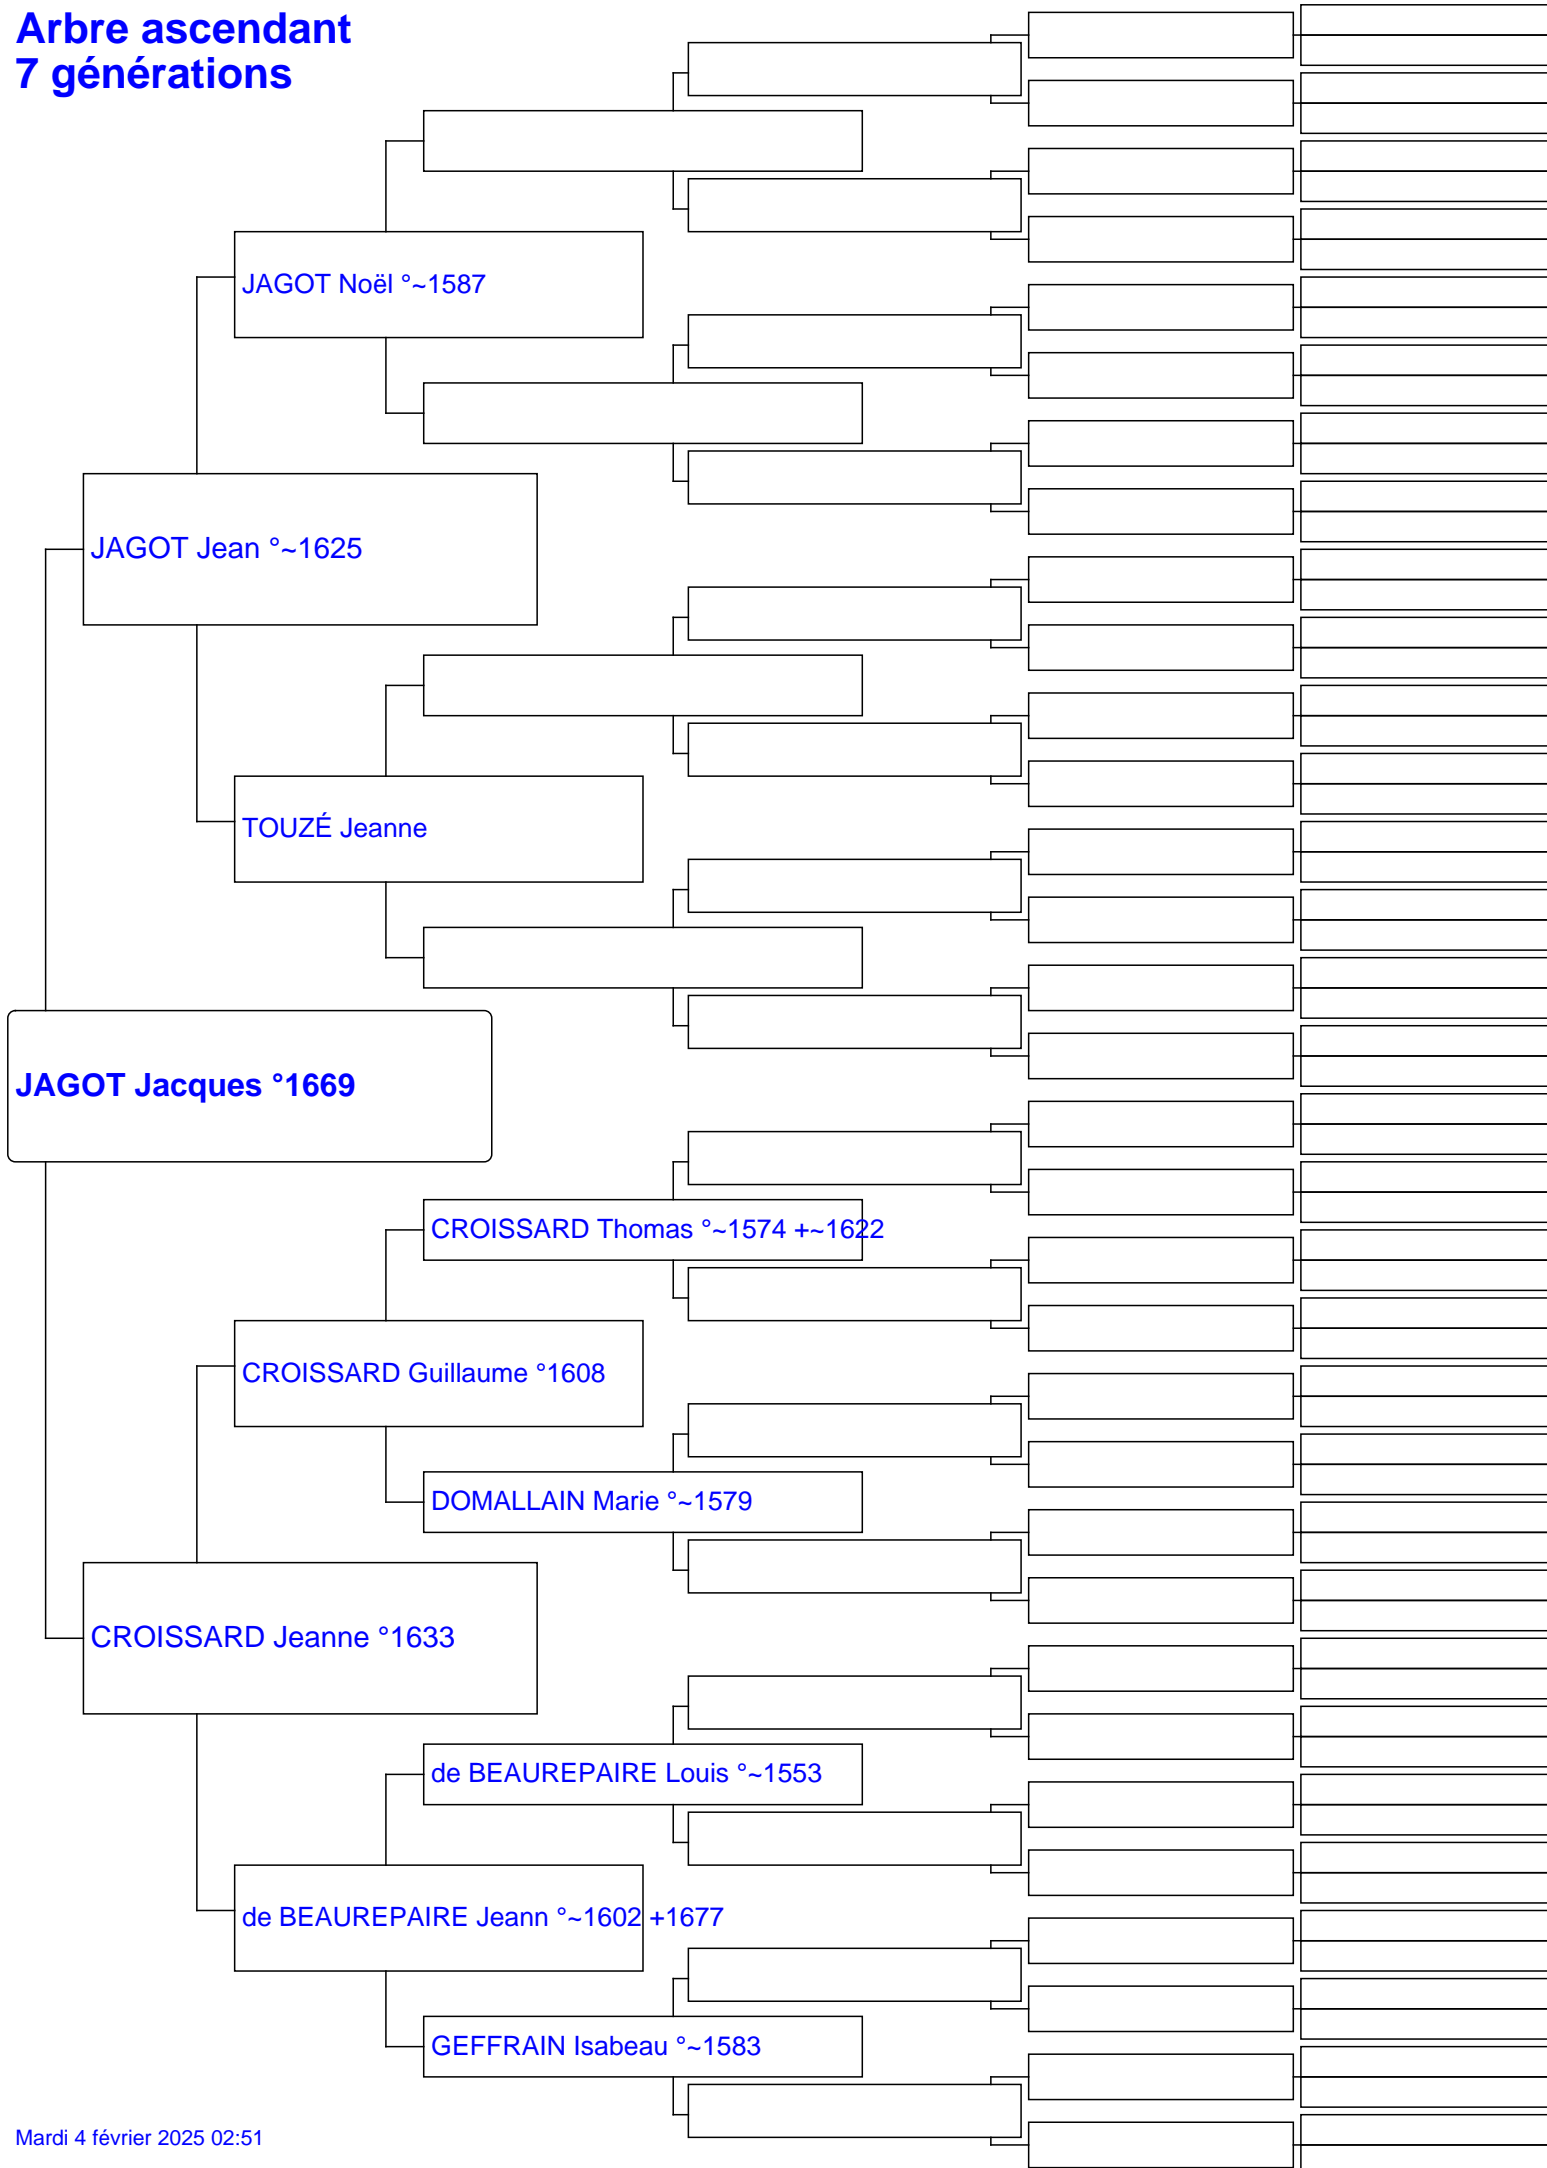 Arbre ascendant
7 générations
JAGOT Noël °~1587
JAGOT Jean °~1625
TOUZÉ Jeanne
JAGOT Jacques °1669
CROISSARD Thomas °~1574 +~1622
CROISSARD Guillaume °1608
DOMALLAIN Marie °~1579
CROISSARD Jeanne °1633
de BEAUREPAIRE Louis °~1553
de BEAUREPAIRE Jeann °~1602 +1677
GEFFRAIN Isabeau °~1583
Mardi 4 février 2025 02:51